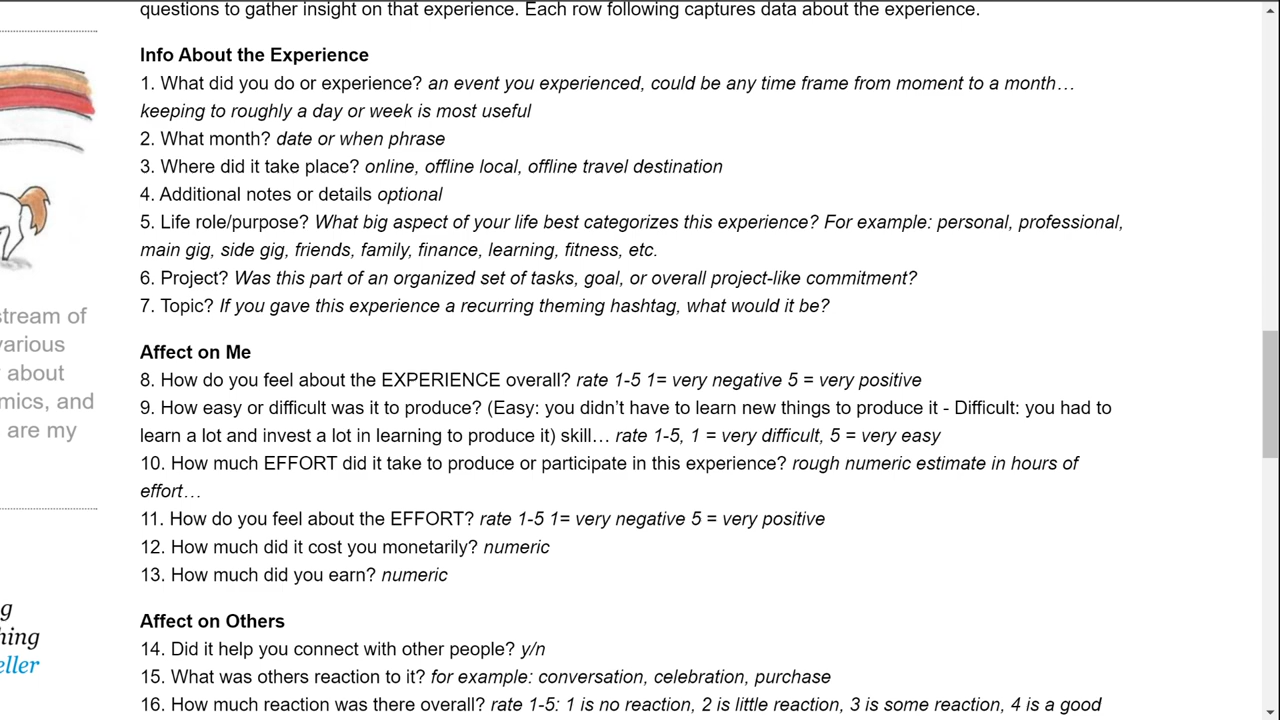 questions to gather insight on that experience. Each row following captures data about the experience.
Info About the Experience
1. What did you do or experience? an event you experienced, could be any time frame from moment to a month…
keeping to roughly a day or week is most useful
2. What month? date or when phrase
3. Where did it take place? online, offline local, offline travel destination
4. Additional notes or details optional
5. Life role/purpose? What big aspect of your life best categorizes this experience? For example: personal, professional,
main gig, side gig, friends, family, finance, learning, fitness, etc.
6. Project? Was this part of an organized set of tasks, goal, or overall project-like commitment?
7. Topic? If you gave this experience a recurring theming hashtag, what would it be?
Affect on Me
8. How do you feel about the EXPERIENCE overall? rate 1-5 1= very negative 5 = very positive
9. How easy or difficult was it to produce? (Easy: you didn’t have to learn new things to produce it - Difficult: you had to
learn a lot and invest a lot in learning to produce it) skill… rate 1-5, 1 = very difficult, 5 = very easy
10. How much EFFORT did it take to produce or participate in this experience? rough numeric estimate in hours of
effort…
11. How do you feel about the EFFORT? rate 1-5 1= very negative 5 = very positive
12. How much did it cost you monetarily? numeric
13. How much did you earn? numeric
Affect on Others
14. Did it help you connect with other people? y/n
15. What was others reaction to it? for example: conversation, celebration, purchase
16. How much reaction was there overall? rate 1-5: 1 is no reaction, 2 is little reaction, 3 is some reaction, 4 is a good
stream of
various
about
mics, and
are my
g
hing
eller